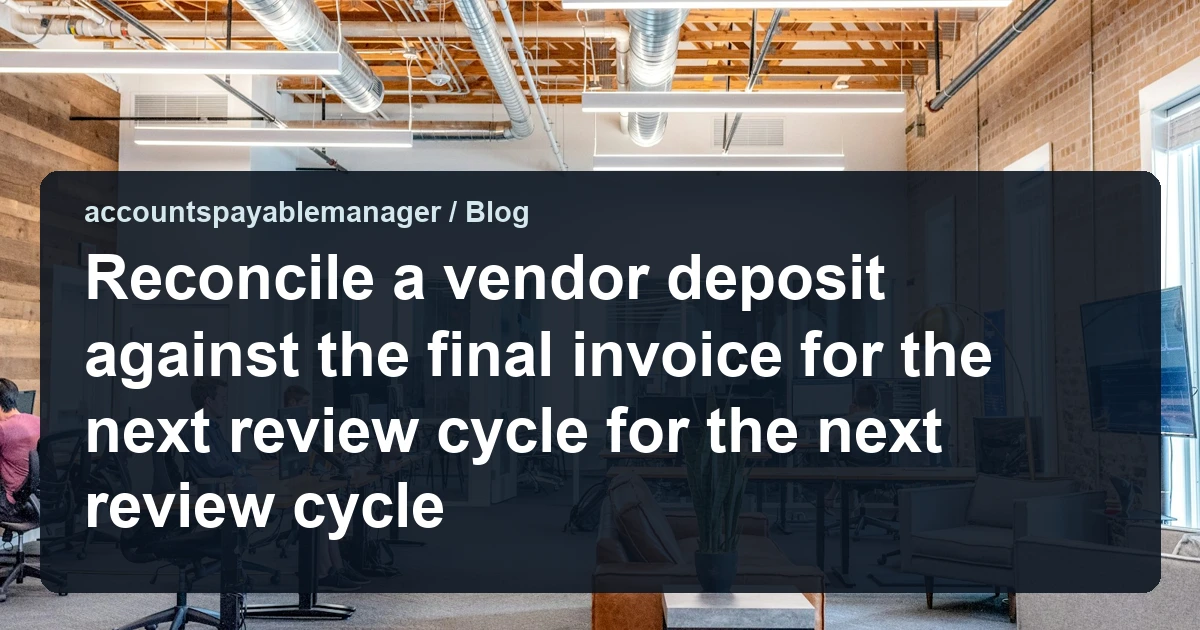 accountspayablemanager / Blog
Reconcile a vendor deposit
against the final invoice for the
next review cycle for the next
review cycle